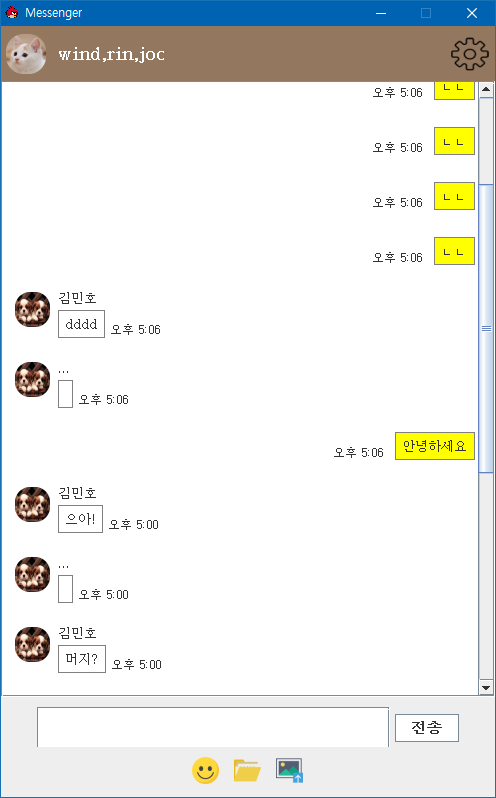 Messenger
wind,rin,joc
오후 5:06 ㄴㄴ
오후 5:06 ㄴㄴ
오후 5:06 ㄴㄴ
오후 5:06 ㄴㄴ
김민호
dddd 오후 5:06
...
오후 5:06
오후 5:06 안녕하세요
김민호
으아! 오후 5:00
...
오후 5:00
김민호
머지? 오후 5:00
전송